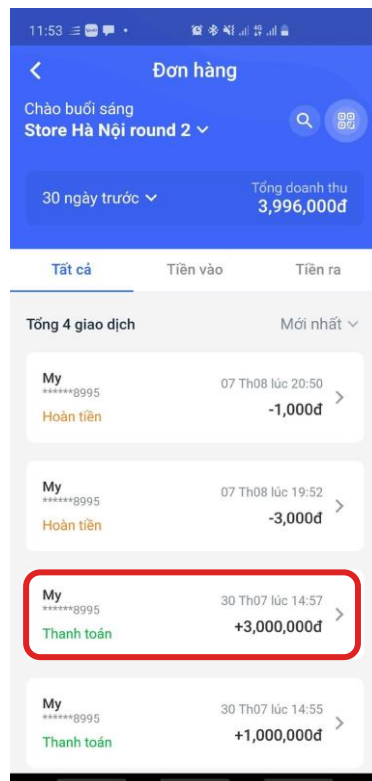 11:53
Đơn hàng
Chào buổi sáng
Store Hà Nội round 2
30 ngày trước
Tổng doanh thu
3,996,000đ
Tất cả Tiền vào Tiền ra
Tổng 4 giao dịch Mới nhất
My
******8995
Hoàn tiền
07 Th08 lúc 20:50
-1,000đ
My
******8995
Hoàn tiền
07 Th08 lúc 19:52
-3,000đ
My
******8995
Thanh toán
30 Th07 lúc 14:57
+3,000,000đ
My
******8995
Thanh toán
30 Th07 lúc 14:55
+1,000,000đ